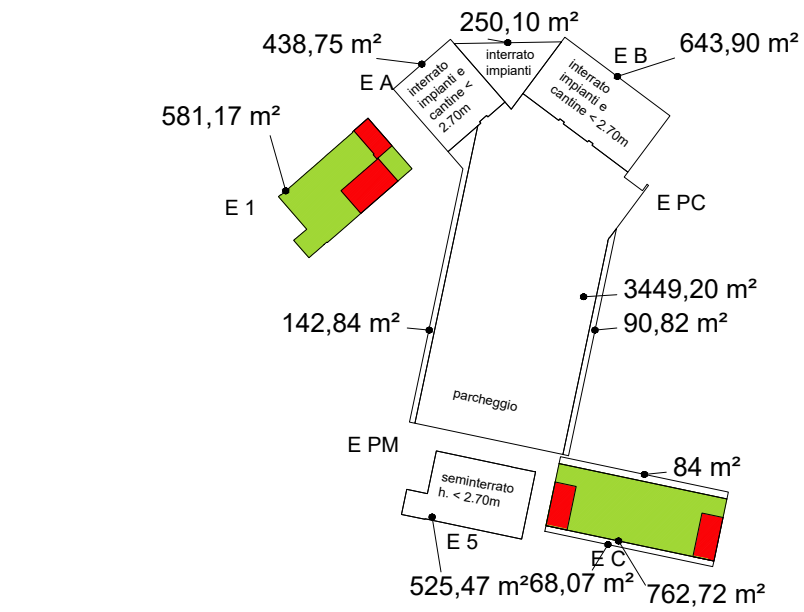 250,10 m²
438,75 m²
E B
643,90 m²
interrato
impianti
E A
interrato
impianti e
cantine <
2.70m
interrato
impianti e
cantine < 2.70m
581,17 m²
E 1
E PC
3449,20 m²
142,84 m²
90,82 m²
parcheggio
E PM
84 m²
seminterrato
h. < 2.70m
E 5
E C
525,47 m²
68,07 m²
762,72 m²